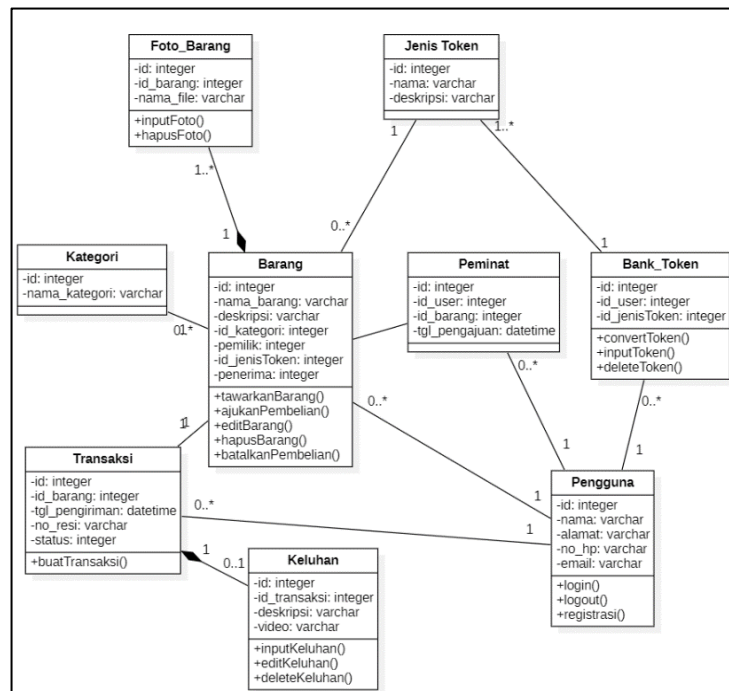 Foto_Barang
-id: integer
-id_barang: integer
-nama_file: varchar
+inputFoto()
+hapusFoto()
Jenis Token
-id: integer
-nama: varchar
-deskripsi: varchar
1
1..*
1..*
1
0..*
1
Kategori
-id: integer
-nama_kategori: varchar
0..*
1
Barang
-id: integer
-nama_barang: varchar
-deskripsi: varchar
-id_kategori: integer
-pemilik: integer
-id_jenisToken: integer
-penerima: integer
+tawarkanBarang()
+ajukanPembelian()
+editBarang()
+hapusBarang()
+batalkanPembelian()
Peminat
-id: integer
-id_user: integer
-id_barang: integer
-tgl_pengajuan: datetime
Bank_Token
-id: integer
-id_user: integer
-id_jenisToken: integer
+convertToken()
+inputToken()
+deleteToken()
0..*
0..*
0..*
1
1
1
1
1
Transaksi
-id: integer
-id_barang: integer
-tgl_pengiriman: datetime
-no_resi: varchar
-status: integer
+buatTransaksi()
0..*
1
1
0..1
Keluhan
-id: integer
-id_transaksi: integer
-deskripsi: varchar
-video: varchar
+inputKeluhan()
+editKeluhan()
+deleteKeluhan()
Pengguna
-id: integer
-nama: varchar
-alamat: varchar
-no_hp: varchar
-email: varchar
+login()
+logout()
+registrasi()